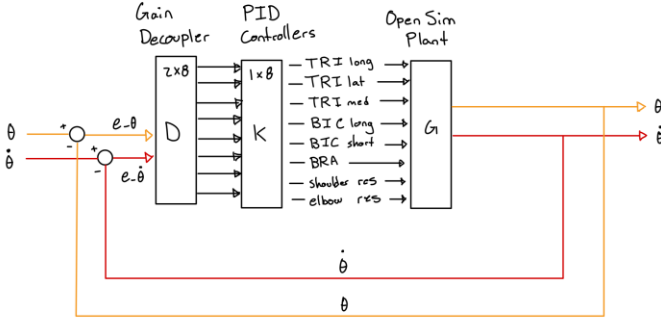 Gain
Decoupler
PID
Controllers
Open Sim
Plant
2x8
1x8
D
K
G
TRI long
TRI lat
TRI med
BIC long
BIC short
BRA
shoulder res
elbow res
θ
+
-
e_θ
θ̇
+
-
e_θ̇
θ
θ̇
θ̇
θ